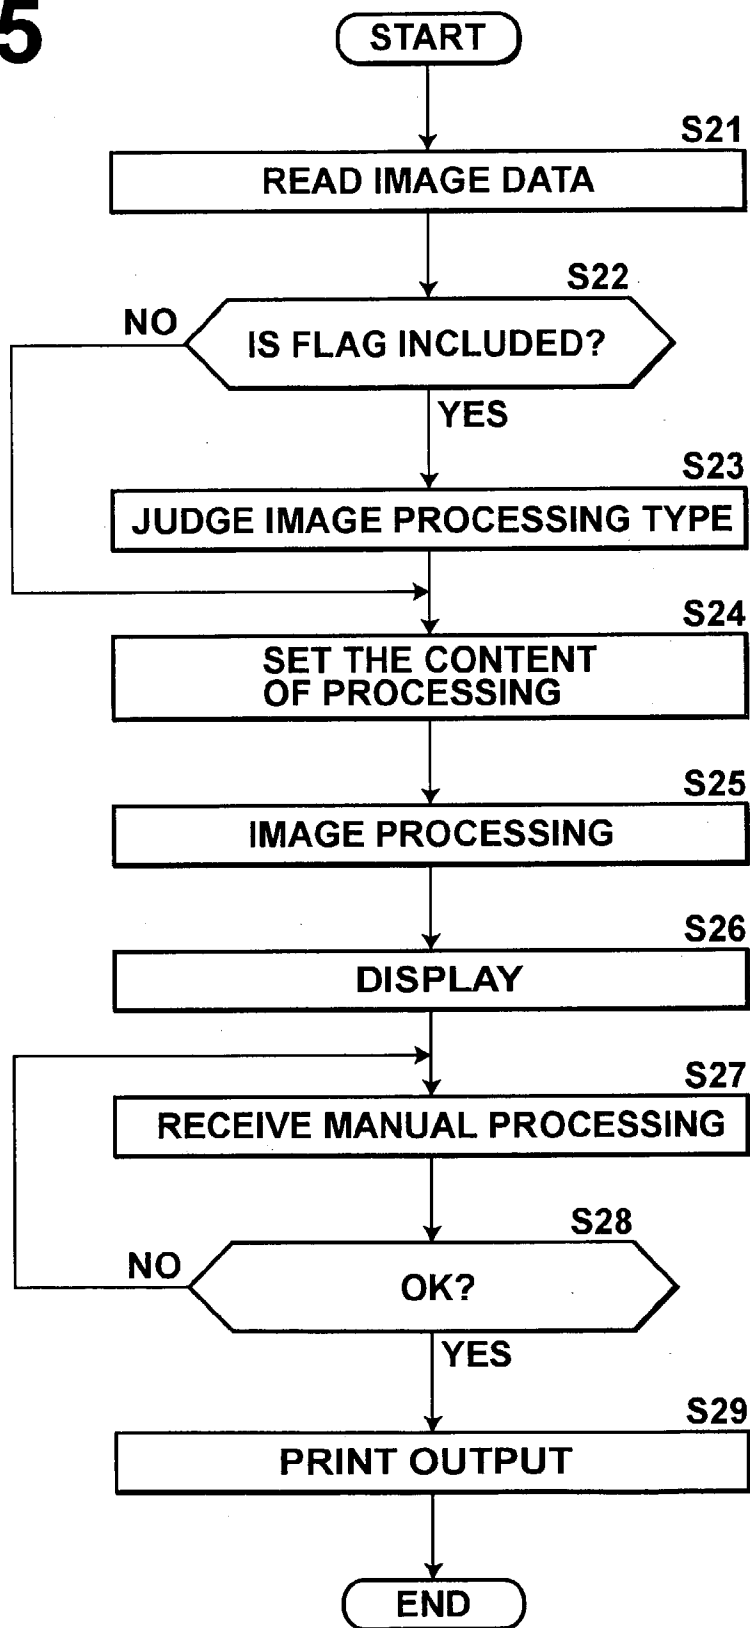 5
START
S21
READ IMAGE DATA
S22
NO
IS FLAG INCLUDED?
YES
S23
JUDGE IMAGE PROCESSING TYPE
S24
SET THE CONTENT
OF PROCESSING
S25
IMAGE PROCESSING
S26
DISPLAY
S27
RECEIVE MANUAL PROCESSING
S28
NO
OK?
YES
S29
PRINT OUTPUT
END